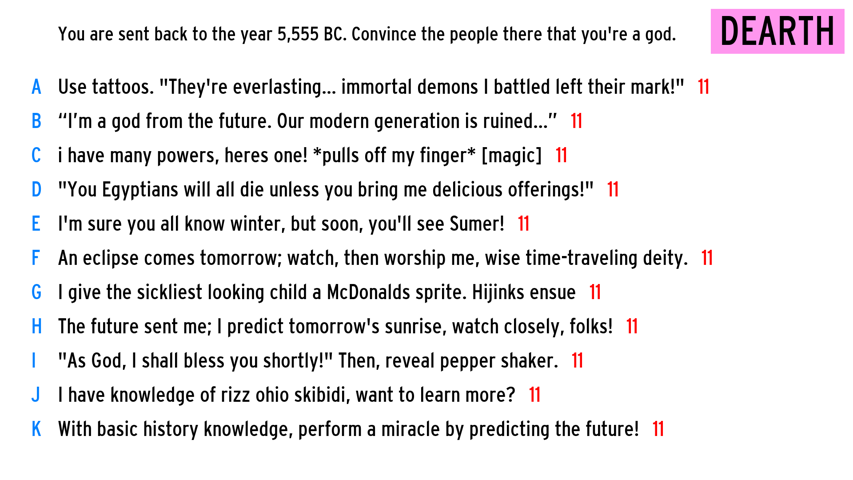 You are sent back to the year 5,555 BC. Convince the people there that you're a god.
DEARTH
A Use tattoos. "They're everlasting... immortal demons I battled left their mark!" 11
B “I’m a god from the future. Our modern generation is ruined...” 11
C i have many powers, heres one! *pulls off my finger* [magic] 11
D "You Egyptians will all die unless you bring me delicious offerings!" 11
E I'm sure you all know winter, but soon, you'll see Sumer! 11
F An eclipse comes tomorrow; watch, then worship me, wise time-traveling deity. 11
G I give the sickliest looking child a McDonalds sprite. Hijinks ensue 11
H The future sent me; I predict tomorrow's sunrise, watch closely, folks! 11
I "As God, I shall bless you shortly!" Then, reveal pepper shaker. 11
J I have knowledge of rizz ohio skibidi, want to learn more? 11
K With basic history knowledge, perform a miracle by predicting the future! 11